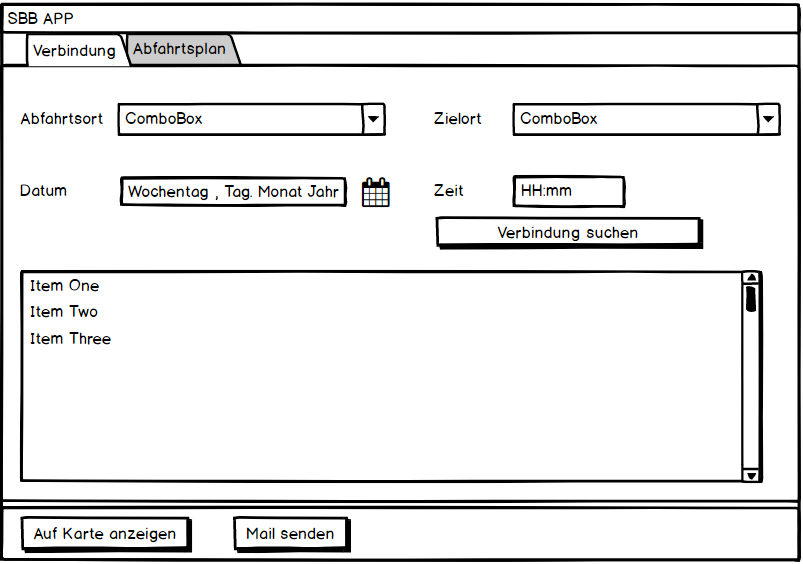 SBB APP
Verbindung Abfahrtsplan
Abfahrtsort ComboBox Zielort ComboBox
Datum Wochentag , Tag. Monat Jahr Zeit HH:mm
Verbindung suchen
Item One
Item Two
Item Three
Auf Karte anzeigen Mail senden